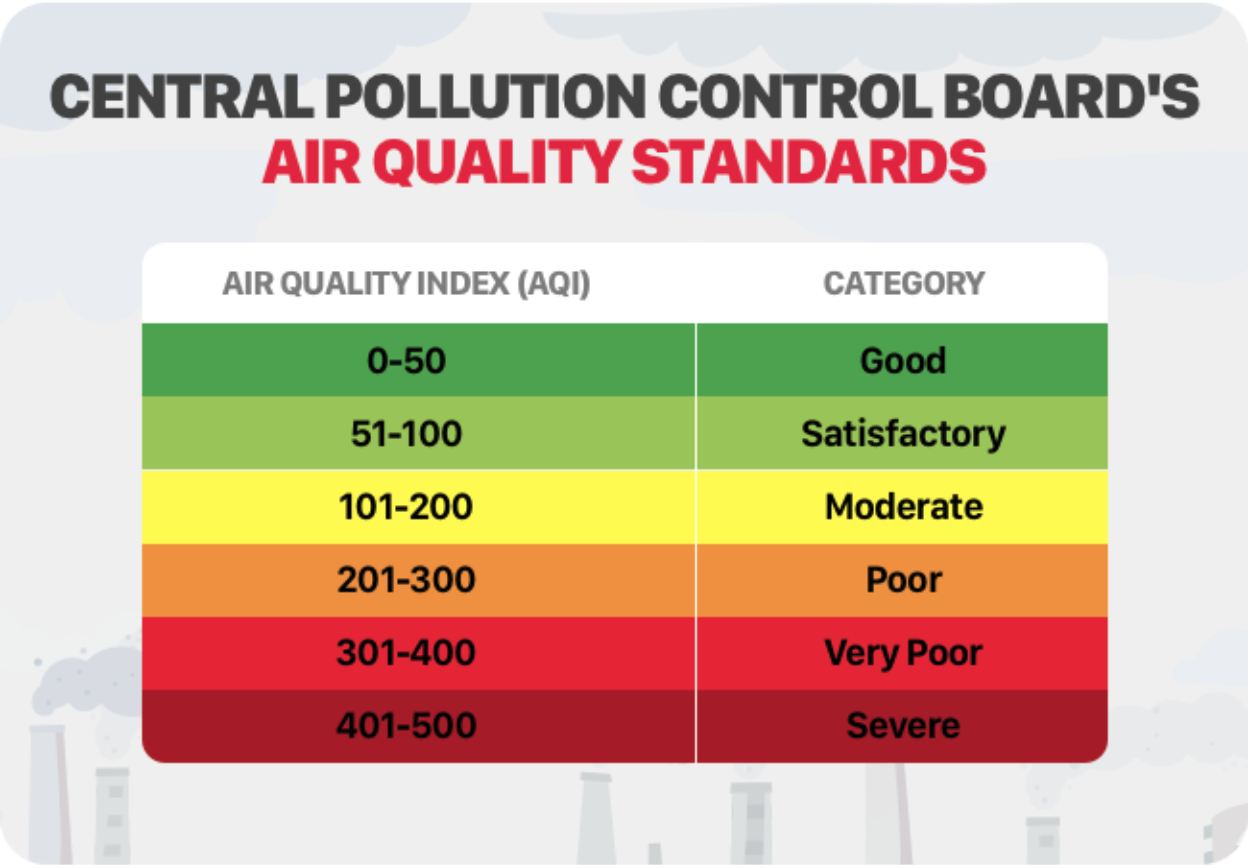 CENTRAL POLLUTION CONTROL BOARD'S
AIR QUALITY STANDARDS
AIR QUALITY INDEX (AQI) CATEGORY
0-50 Good
51-100 Satisfactory
101-200 Moderate
201-300 Poor
301-400 Very Poor
401-500 Severe